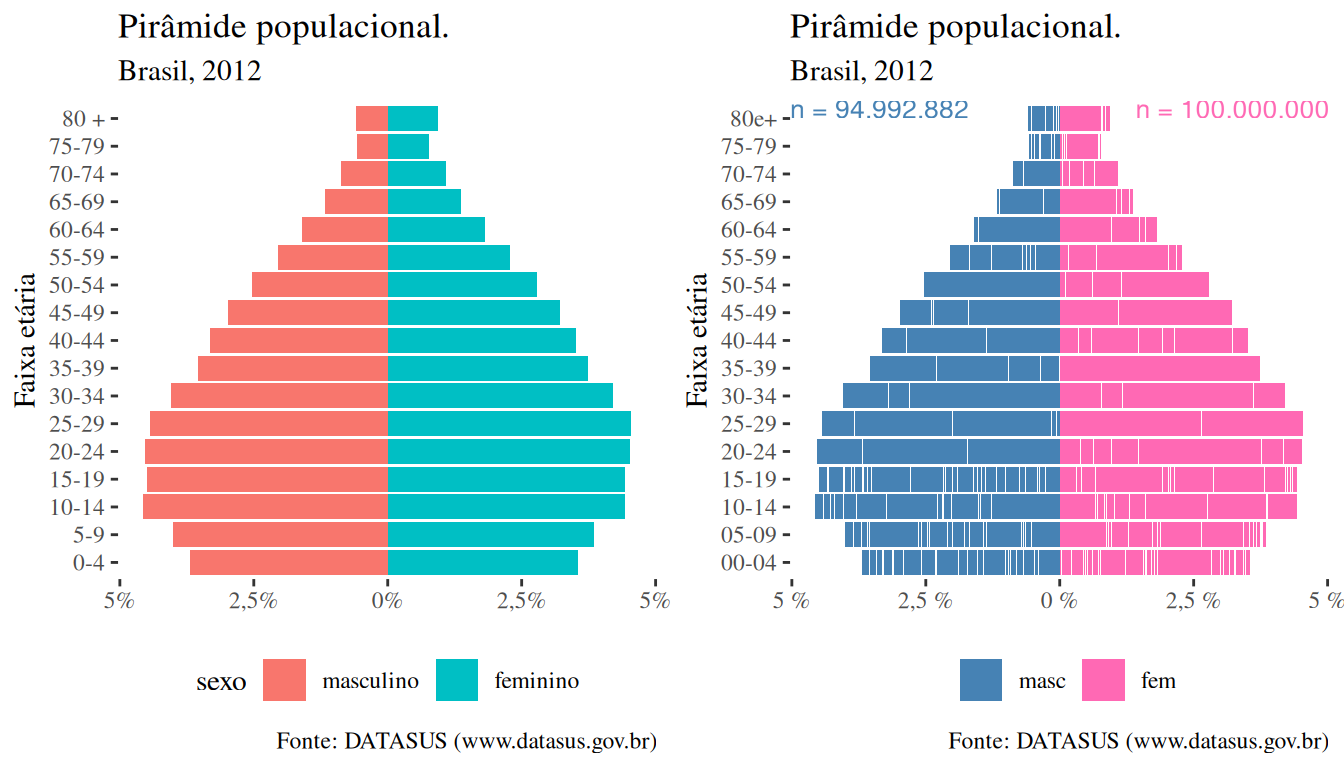 Pirâmide populacional.
Brasil, 2012
Faixa etária
80 +
75-79
70-74
65-69
60-64
55-59
50-54
45-49
40-44
35-39
30-34
25-29
20-24
15-19
10-14
5-9
0-4
5% 2,5% 0% 2,5% 5%
sexo masculino feminino
Fonte: DATASUS (www.datasus.gov.br)
Pirâmide populacional.
Brasil, 2012
n = 94.992.882 n = 100.000.000
Faixa etária
80e+
75-79
70-74
65-69
60-64
55-59
50-54
45-49
40-44
35-39
30-34
25-29
20-24
15-19
10-14
05-09
00-04
5 % 2,5 % 0 % 2,5 % 5 %
masc fem
Fonte: DATASUS (www.datasus.gov.br)